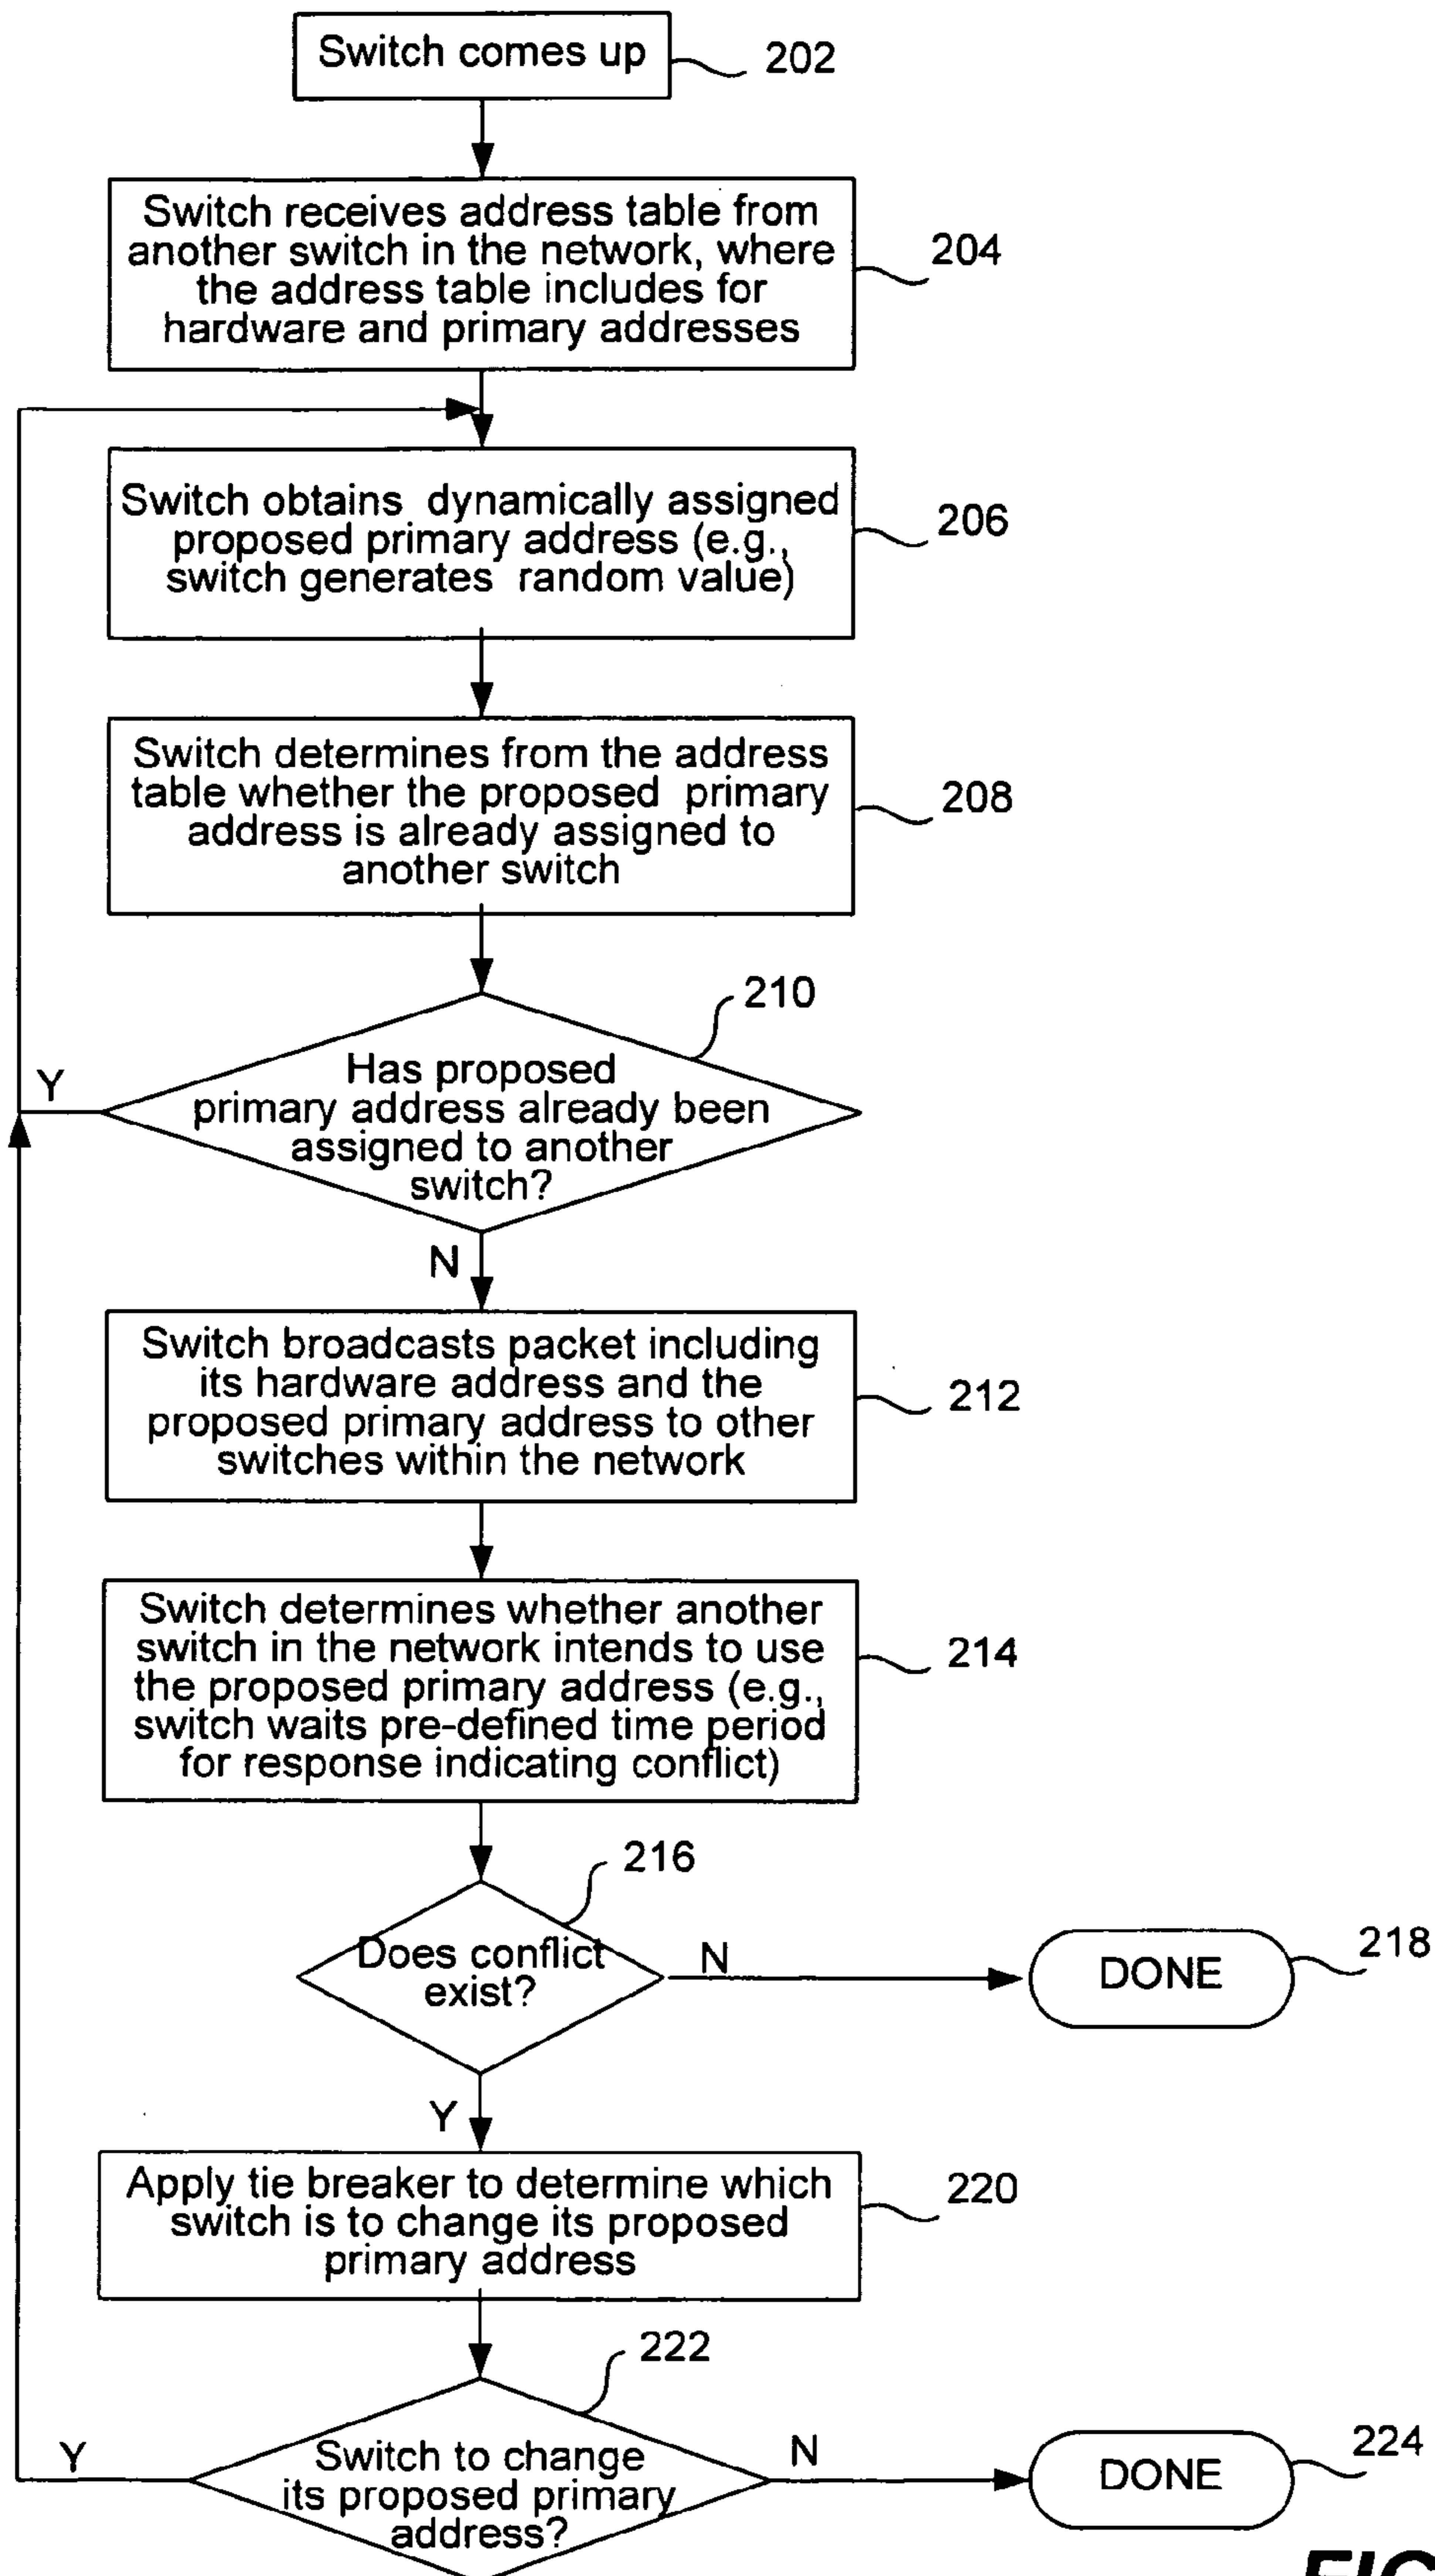 Switch comes up
202
Switch receives address table from
another switch in the network, where
the address table includes for
hardware and primary addresses
204
Switch obtains dynamically assigned
proposed primary address (e.g.,
switch generates random value)
206
Switch determines from the address
table whether the proposed primary
address is already assigned to
another switch
208
210
Has proposed
primary address already been
assigned to another
switch?
Y
N
Switch broadcasts packet including
its hardware address and the
proposed primary address to other
switches within the network
212
Switch determines whether another
switch in the network intends to use
the proposed primary address (e.g.,
switch waits pre-defined time period
for response indicating conflict)
214
216
Does conflict
exist?
N
DONE
218
Y
Apply tie breaker to determine which
switch is to change its proposed
primary address
220
222
Switch to change
its proposed primary
address?
Y
N
DONE
224